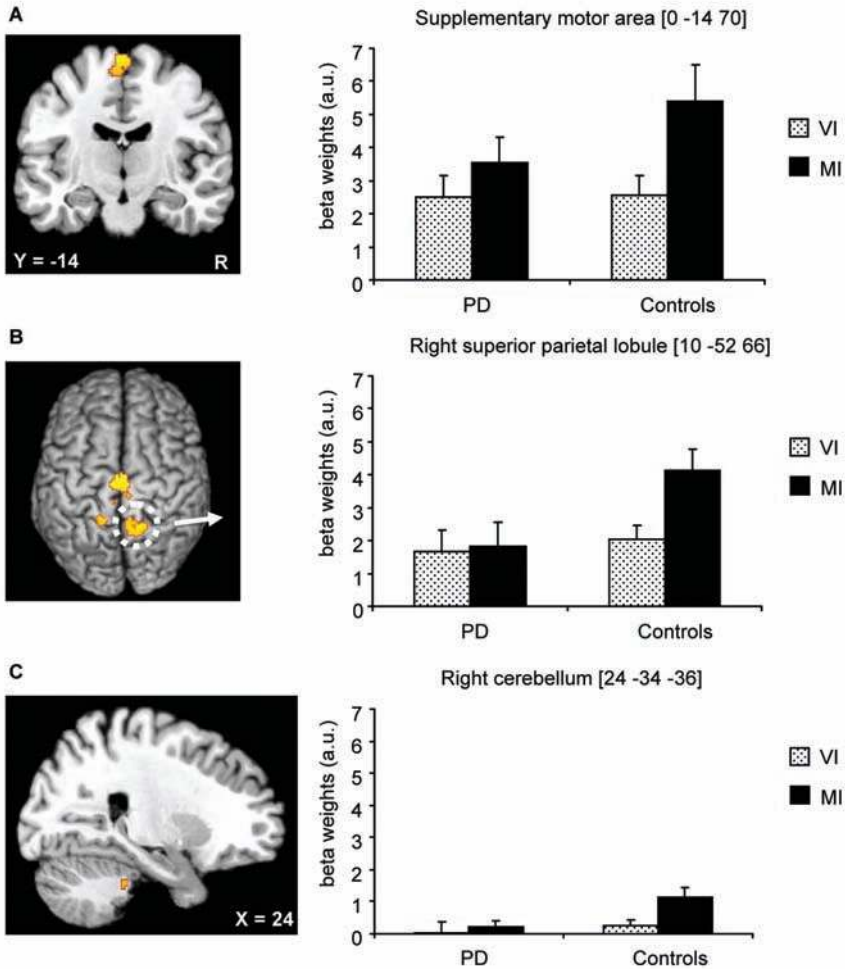 A
Supplementary motor area [0 -14 70]
Y = -14
R
beta weights (a.u.)
7
6
5
4
3
2
1
0
PD
Controls
VI
MI
B
Right superior parietal lobule [10 -52 66]
beta weights (a.u.)
7
6
5
4
3
2
1
0
PD
Controls
VI
MI
C
Right cerebellum [24 -34 -36]
X = 24
beta weights (a.u.)
7
6
5
4
3
2
1
0
PD
Controls
VI
MI